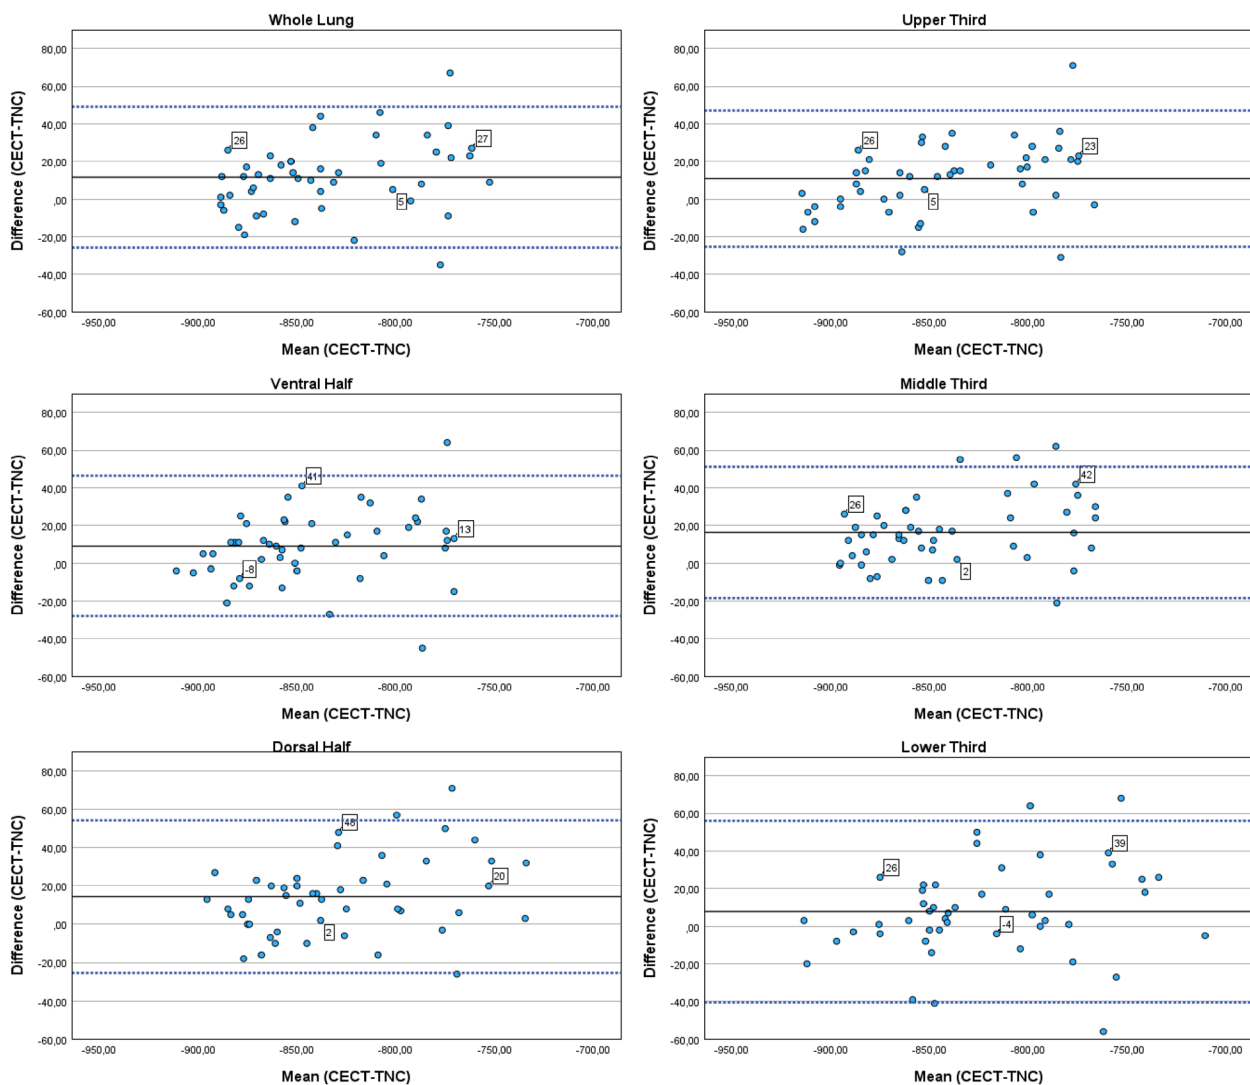 Whole Lung
Difference (CECT-TNC)
80,00
60,00
40,00
20,00
,00
-20,00
-40,00
-60,00
26
27
5
-950,00 -900,00 -850,00 -800,00 -750,00 -700,00
Mean (CECT-TNC)
Upper Third
Difference (CECT-TNC)
80,00
60,00
40,00
20,00
,00
-20,00
-40,00
-60,00
26
23
5
-950,00 -900,00 -850,00 -800,00 -750,00 -700,00
Mean (CECT-TNC)
Ventral Half
Difference (CECT-TNC)
80,00
60,00
40,00
20,00
,00
-20,00
-40,00
-60,00
41
13
-8
-950,00 -900,00 -850,00 -800,00 -750,00 -700,00
Mean (CECT-TNC)
Middle Third
Difference (CECT-TNC)
80,00
60,00
40,00
20,00
,00
-20,00
-40,00
-60,00
42
26
2
-950,00 -900,00 -850,00 -800,00 -750,00 -700,00
Mean (CECT-TNC)
Dorsal Half
Difference (CECT-TNC)
80,00
60,00
40,00
20,00
,00
-20,00
-40,00
-60,00
48
20
2
-950,00 -900,00 -850,00 -800,00 -750,00 -700,00
Mean (CECT-TNC)
Lower Third
Difference (CECT-TNC)
80,00
60,00
40,00
20,00
,00
-20,00
-40,00
-60,00
39
26
-4
-950,00 -900,00 -850,00 -800,00 -750,00 -700,00
Mean (CECT-TNC)